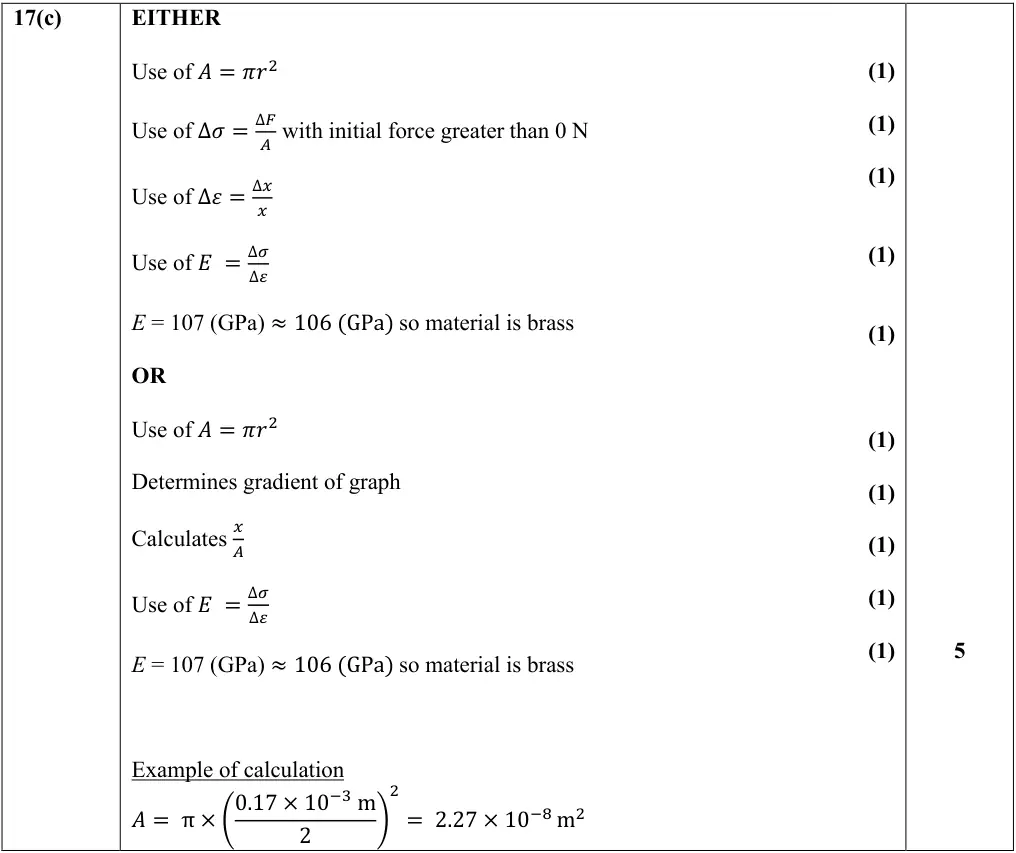 17(c) EITHER
Use of 𝐴 = 𝜋𝑟² (1)
Use of Δ𝜎 = Δ𝐹/𝐴 with initial force greater than 0 N (1)
Use of Δ𝜀 = Δ𝑥/𝑥 (1)
Use of 𝐸 = Δ𝜎/Δ𝜀 (1)
E = 107 (GPa) ≈ 106 (GPa) so material is brass (1)
OR
Use of 𝐴 = 𝜋𝑟² (1)
Determines gradient of graph (1)
Calculates 𝑥/𝐴 (1)
Use of 𝐸 = Δ𝜎/Δ𝜀 (1)
E = 107 (GPa) ≈ 106 (GPa) so material is brass (1) 5
Example of calculation
𝐴 = π × (0.17 × 10⁻³ m / 2)² = 2.27 × 10⁻⁸ m²